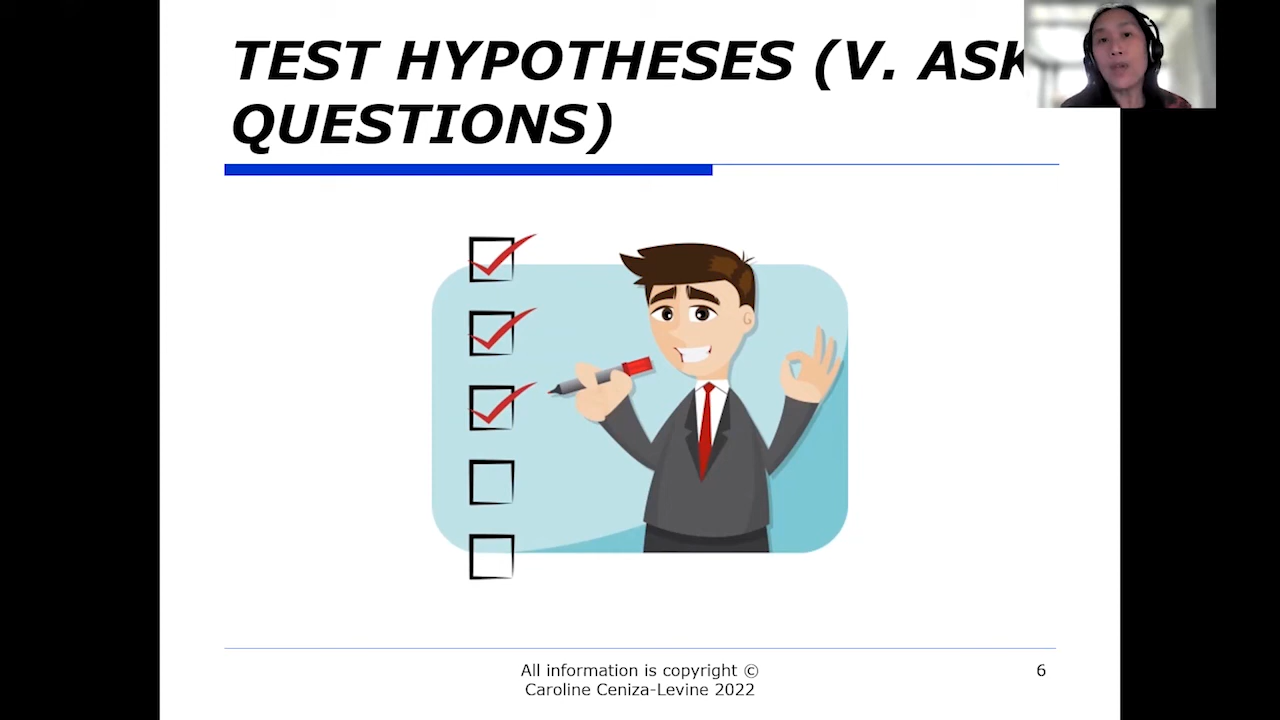 TEST HYPOTHESES (V. ASK
QUESTIONS)
All information is copyright ©
Caroline Ceniza-Levine 2022
6